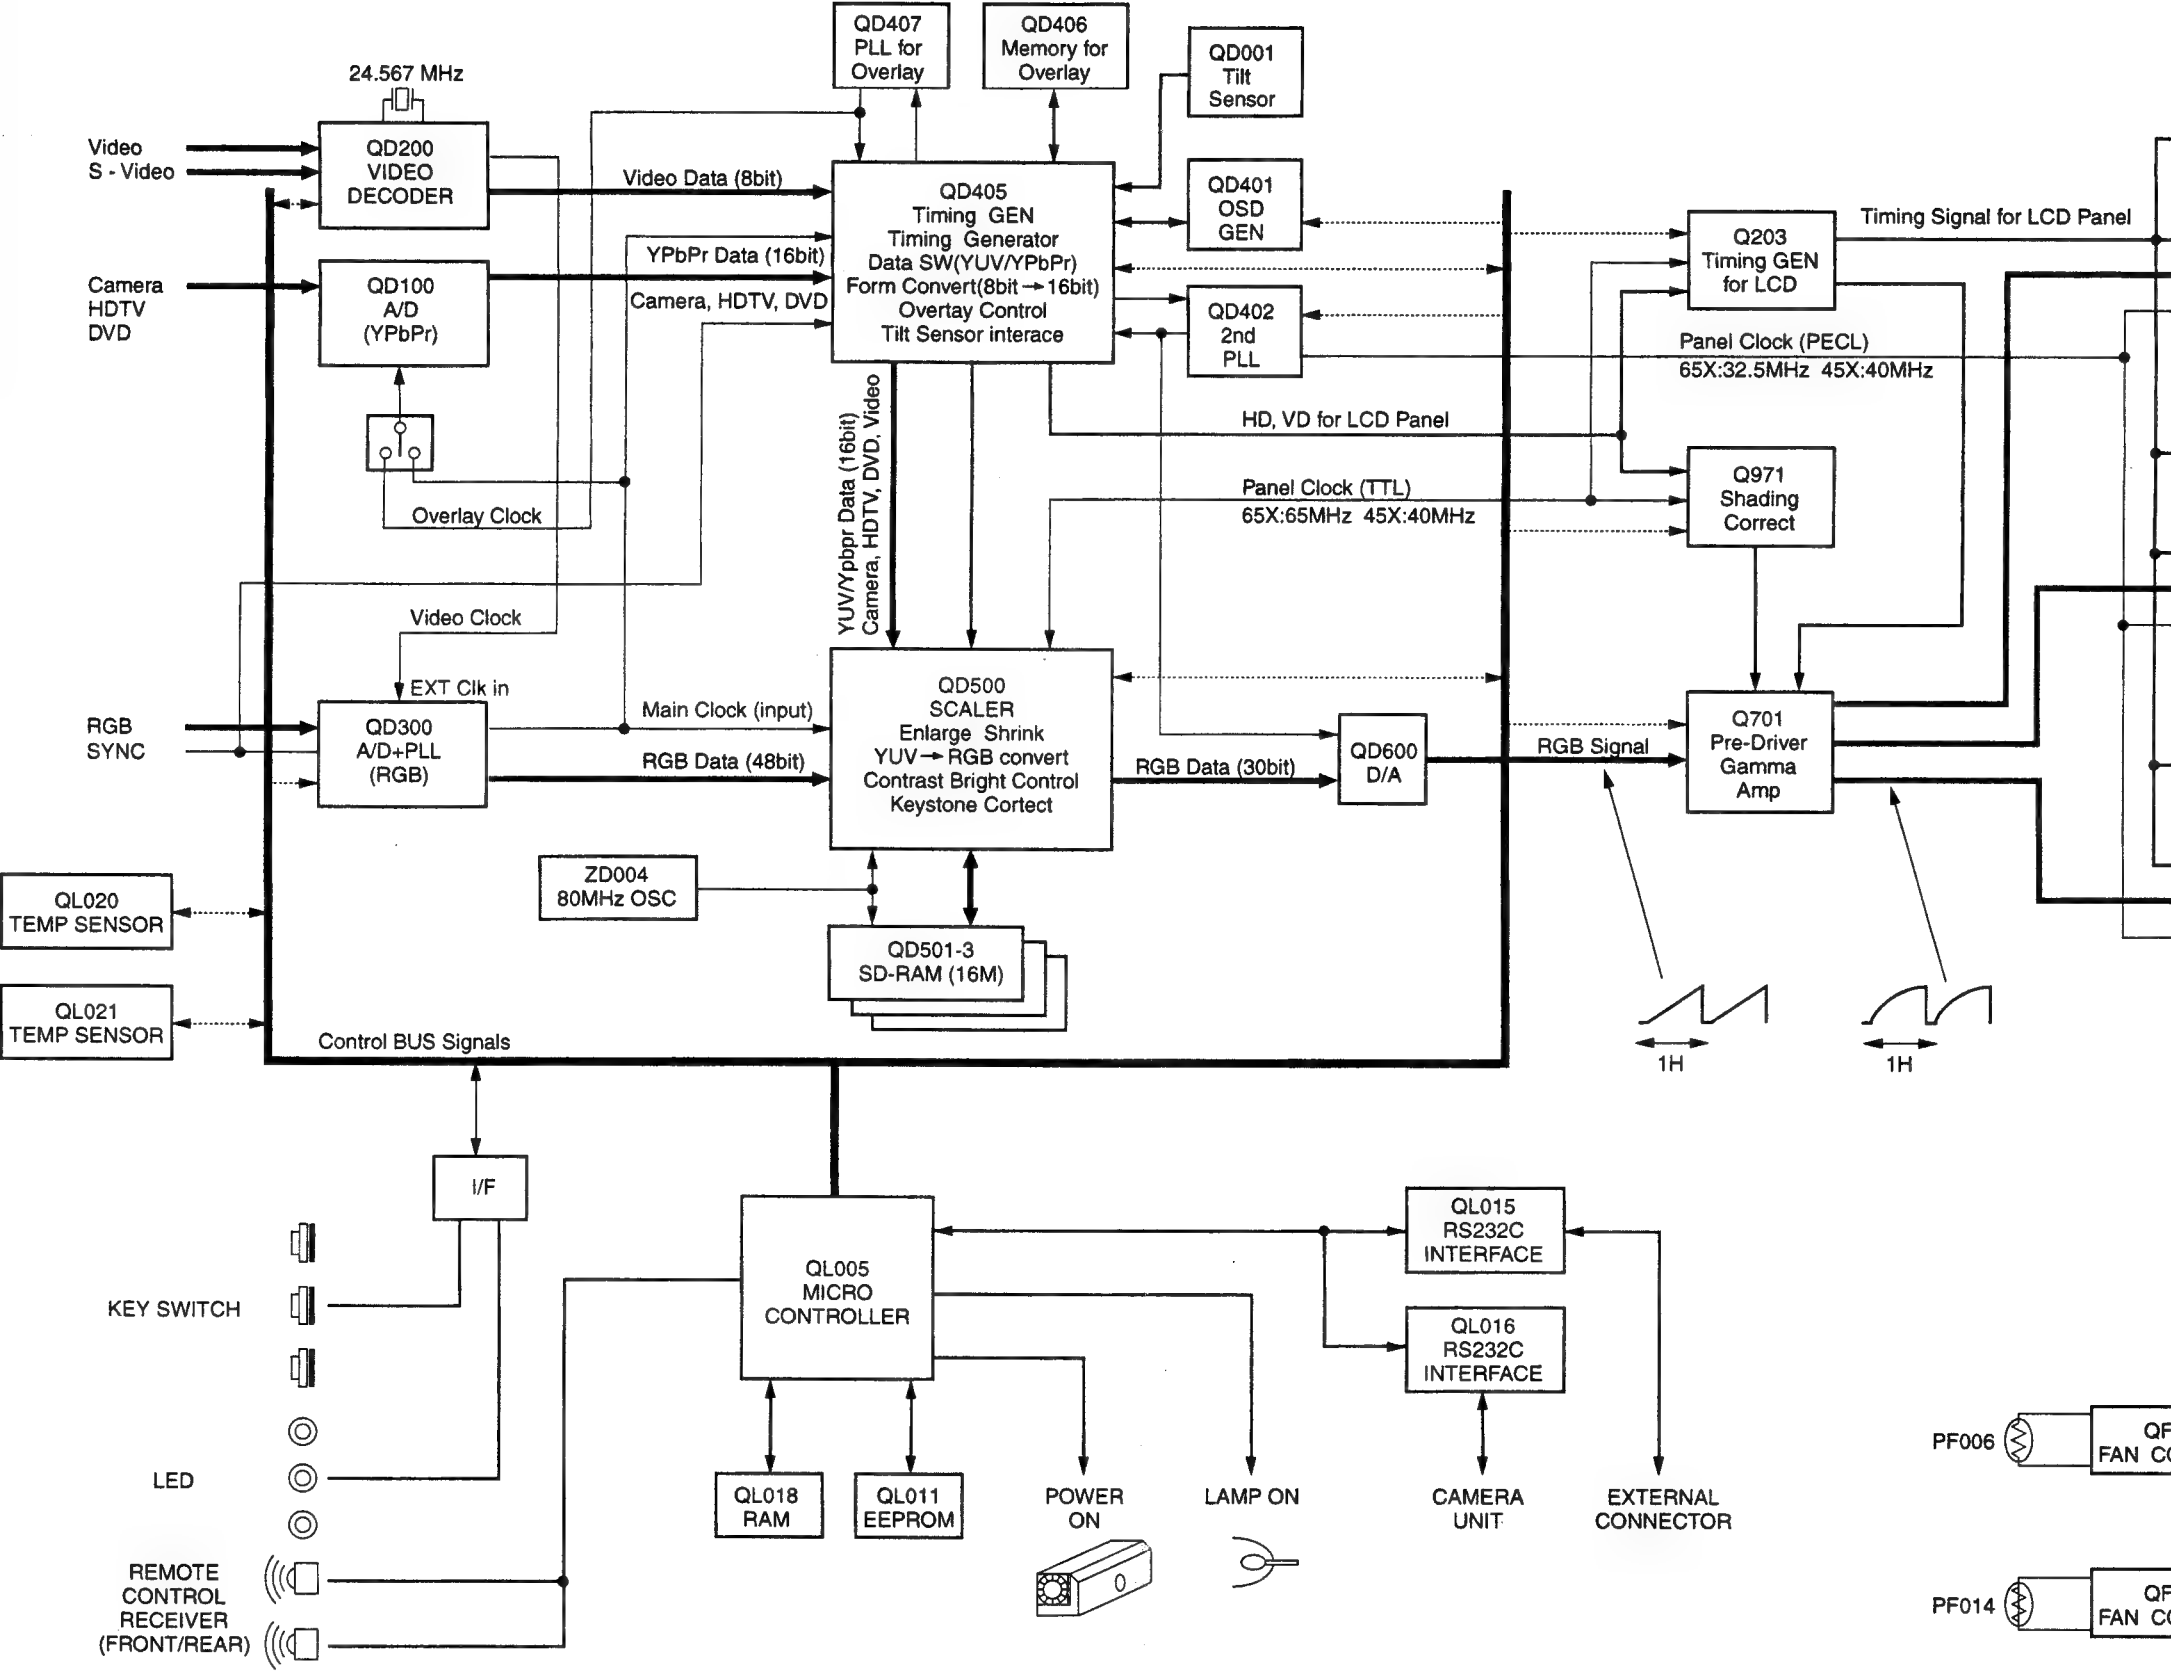 QD407
PLL for
Overlay
QD406
Memory for
Overlay
QD001
Tilt
Sensor
24.567 MHz
Video
S - Video
QD200
VIDEO
DECODER
Video Data (8bit)
QD405
Timing GEN
Timing Generator
Data SW(YUV/YPbPr)
Form Convert(8bit→16bit)
Overtay Control
Tilt Sensor interace
QD401
OSD
GEN
Q203
Timing GEN
for LCD
Timing Signal for LCD Panel
Camera
HDTV
DVD
QD100
A/D
(YPbPr)
YPbPr Data (16bit)
Camera, HDTV, DVD
QD402
2nd
PLL
Panel Clock (PECL)
65X:32.5MHz 45X:40MHz
YUV/Ypbpr Data (16bit)
Camera, HDTV, DVD, Video
HD, VD for LCD Panel
Panel Clock (TTL)
65X:65MHz 45X:40MHz
Q971
Shading
Correct
Overlay Clock
Video Clock
EXT Clk in
RGB
SYNC
QD300
A/D+PLL
(RGB)
Main Clock (input)
RGB Data (48bit)
QD500
SCALER
Enlarge Shrink
YUV→RGB convert
Contrast Bright Control
Keystone Cortect
RGB Data (30bit)
QD600
D/A
RGB Signal
Q701
Pre-Driver
Gamma
Amp
ZD004
80MHz OSC
QL020
TEMP SENSOR
QD501-3
SD-RAM (16M)
QL021
TEMP SENSOR
Control BUS Signals
1H
1H
I/F
QL005
MICRO
CONTROLLER
QL015
RS232C
INTERFACE
QL016
RS232C
INTERFACE
KEY SWITCH
LED
QL018
RAM
QL011
EEPROM
POWER
ON
LAMP ON
CAMERA
UNIT
EXTERNAL
CONNECTOR
PF006
FAN
REMOTE
CONTROL
RECEIVER
(FRONT/REAR)
PF014
FAN